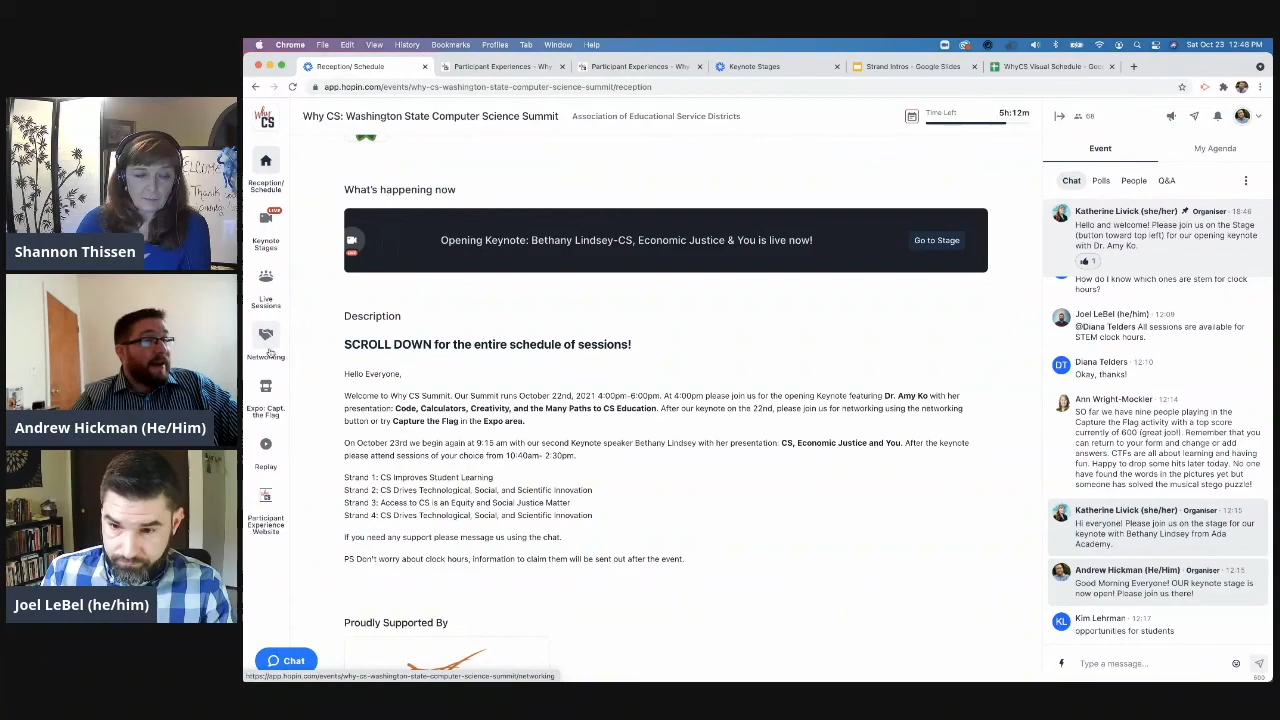 Chrome File Edit View History Bookmarks Profiles Tab Window Help
Sat Oct 23 12:48 PM
Reception/ Schedule
Participant Experiences - Why
Participant Experiences - Why
Keynote Stages
Strand Intros - Google Slides
WhyCS Visual Schedule - Goo
app.hopin.com/events/why-cs-washington-state-computer-science-summit/reception
Why CS
Why CS: Washington State Computer Science Summit
Association of Educational Service Districts
Time Left
5h:12m
68
Reception/
Schedule
LIVE
Keynote
Stages
Live
Sessions
Networking
Expo: Capt.
the Flag
Replay
Participant
Experience
Website
Chat
What's happening now
Opening Keynote: Bethany Lindsey-CS, Economic Justice & You is live now!
Go to Stage
Description
SCROLL DOWN for the entire schedule of sessions!
Hello Everyone,
Welcome to Why CS Summit. Our Summit runs October 22nd, 2021 4:00pm-6:00pm. At 4:00pm please join us for the opening Keynote featuring Dr. Amy Ko with her
presentation: Code, Calculators, Creativity, and the Many Paths to CS Education. After our keynote on the 22nd, please join us for networking using the networking
button or try Capture the Flag in the Expo area.
On October 23rd we begin again at 9:15 am with our second Keynote speaker Bethany Lindsey with her presentation: CS, Economic Justice and You. After the keynote
please attend sessions of your choice from 10:40am- 2:30pm.
Strand 1: CS Improves Student Learning
Strand 2: CS Drives Technological, Social, and Scientific Innovation
Strand 3: Access to CS is an Equity and Social Justice Matter
Strand 4: CS Drives Technological, Social, and Scientific Innovation
If you need any support please message us using the chat.
PS Don't worry about clock hours, information to claim them will be sent out after the event.
Proudly Supported By
https://app.hopin.com/events/why-cs-washington-state-computer-science-summit/networking
Event
My Agenda
Chat
Polls
People
Q&A
Katherine Livick (she/her) Organiser · 18:46
Hello and welcome! Please join us on the Stage
(button toward top left) for our opening keynote
with Dr. Amy Ko.
1
How do I know which ones are stem for clock
hours?
Joel LeBel (he/him) · 12:09
@Diana Telders All sessions are available for
STEM clock hours.
DT
Diana Telders · 12:10
Okay, thanks!
Ann Wright-Mockler · 12:14
SO far we have nine people playing in the
Capture the Flag activity with a top score
currently of 600 (great job!). Remember that you
can return to your form and change or add
answers. CTFs are all about learning and having
fun. Happy to drop some hits later today. No one
have found the words in the pictures yet but
someone has solved the musical stego puzzle!
Katherine Livick (she/her) · Organiser · 12:15
Hi everyone! Please join us on the stage for our
keynote with Bethany Lindsey from Ada
Academy.
Andrew Hickman (He/Him) · Organiser · 12:15
Good Morning Everyone! OUR keynote stage is
now open! Please join us there!
KL
Kim Lehrman · 12:17
opportunities for students
Type a message...
600
Shannon Thissen
Andrew Hickman (He/Him)
Joel LeBel (he/him)